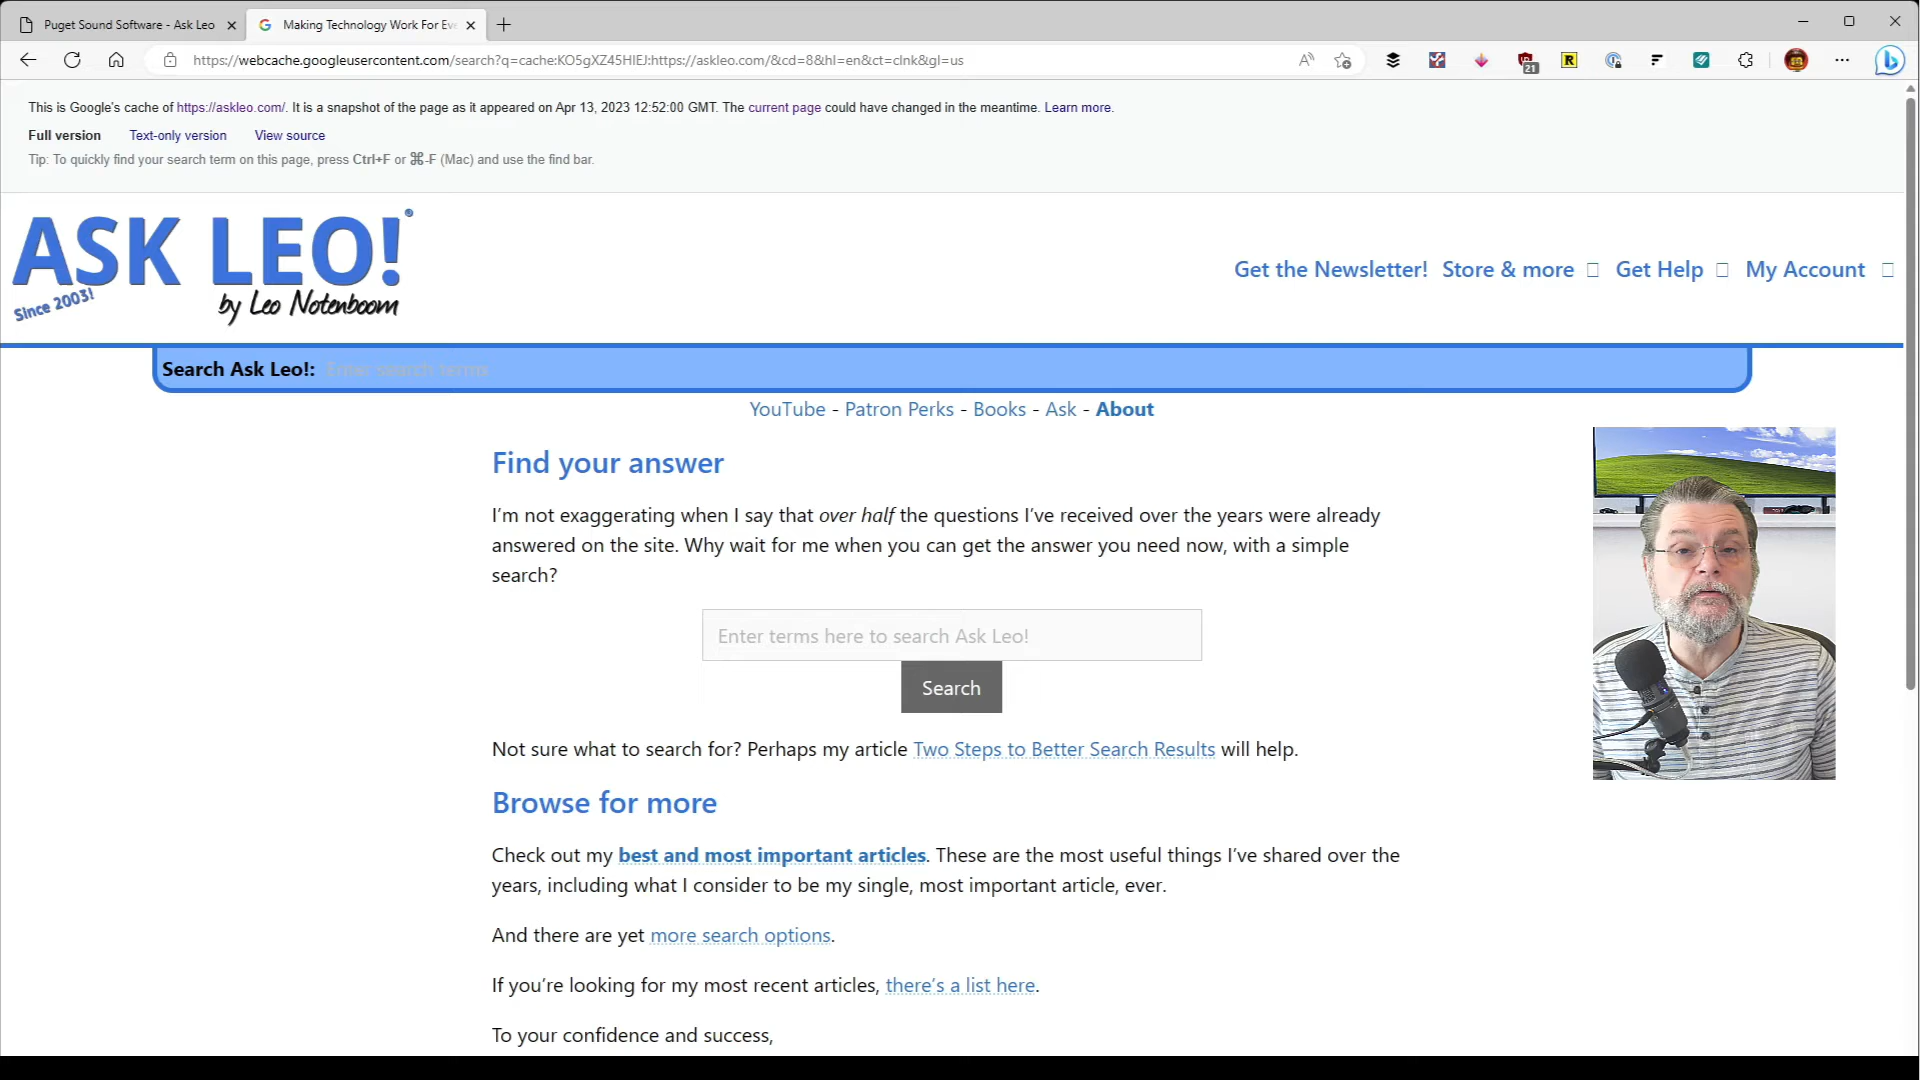 Puget Sound Software - Ask Leo
Making Technology Work For Eve
https://webcache.googleusercontent.com/search?q=cache:KO5gXZ45HIEJ:https://askleo.com/&cd=8&hl=en&ct=clnk&gl=us
21
R
This is Google's cache of https://askleo.com/. It is a snapshot of the page as it appeared on Apr 13, 2023 12:52:00 GMT. The current page could have changed in the meantime. Learn more.
Full version Text-only version View source
Tip: To quickly find your search term on this page, press Ctrl+F or ⌘-F (Mac) and use the find bar.
ASK LEO!®
Since 2003!
by Leo Notenboom
Get the Newsletter! Store & more Get Help My Account
Search Ask Leo!: Enter search terms
YouTube - Patron Perks - Books - Ask - About
Find your answer
I'm not exaggerating when I say that over half the questions I've received over the years were already
answered on the site. Why wait for me when you can get the answer you need now, with a simple
search?
Enter terms here to search Ask Leo!
Search
Not sure what to search for? Perhaps my article Two Steps to Better Search Results will help.
Browse for more
Check out my best and most important articles. These are the most useful things I've shared over the
years, including what I consider to be my single, most important article, ever.
And there are yet more search options.
If you're looking for my most recent articles, there's a list here.
To your confidence and success,